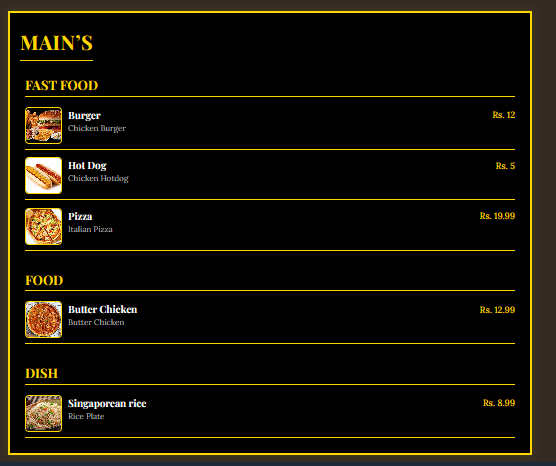 MAIN'S
FAST FOOD
Burger Rs. 12
Chicken Burger
Hot Dog Rs. 5
Chicken Hotdog
Pizza Rs. 19.99
Italian Pizza
FOOD
Butter Chicken Rs. 12.99
Butter Chicken
DISH
Singaporean rice Rs. 8.99
Rice Plate